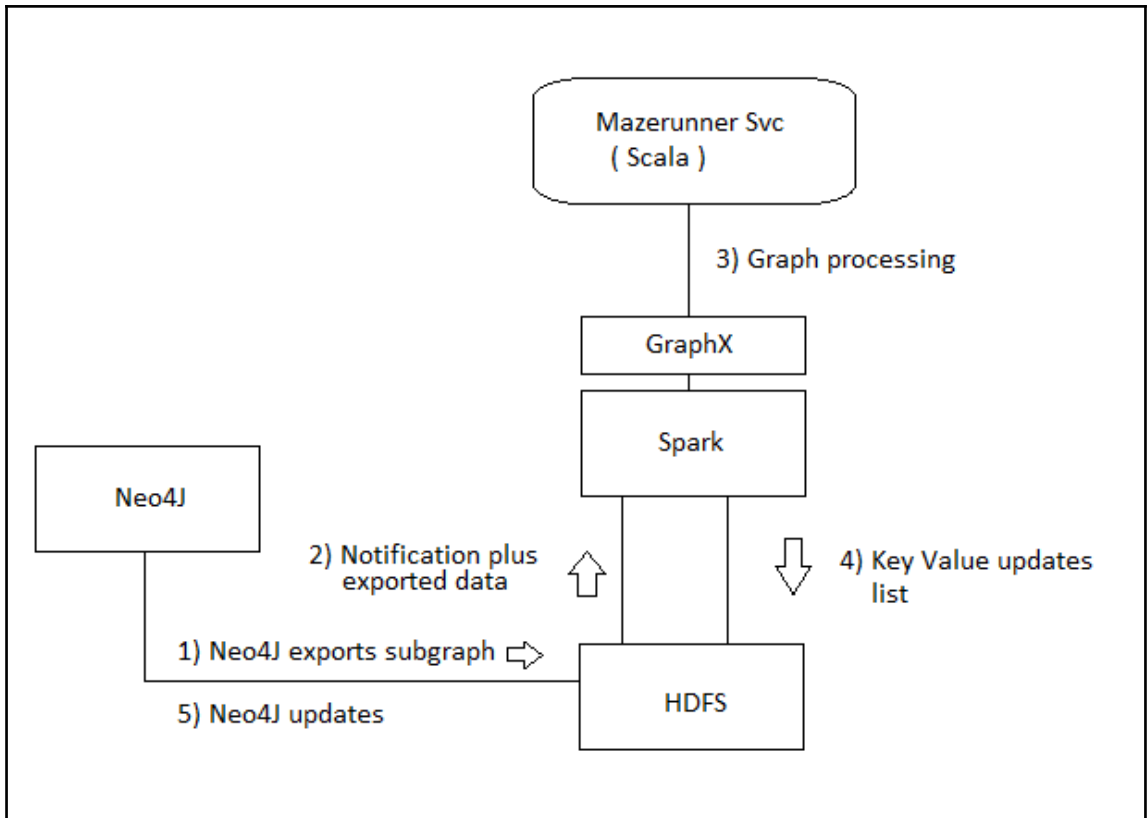 Mazerunner Svc
( Scala )
3) Graph processing
GraphX
Spark
Neo4J
2) Notification plus
exported data
4) Key Value updates
list
1) Neo4J exports subgraph
5) Neo4J updates
HDFS